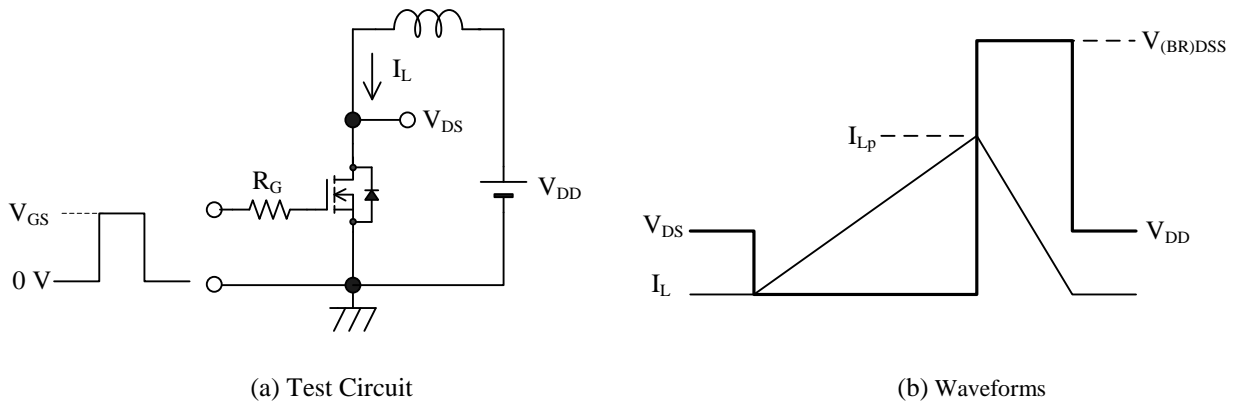 I_L
V_DS
R_G
V_DD
V_GS
0 V
(a) Test Circuit
V_(BR)DSS
I_Lp
V_DS
V_DD
I_L
(b) Waveforms